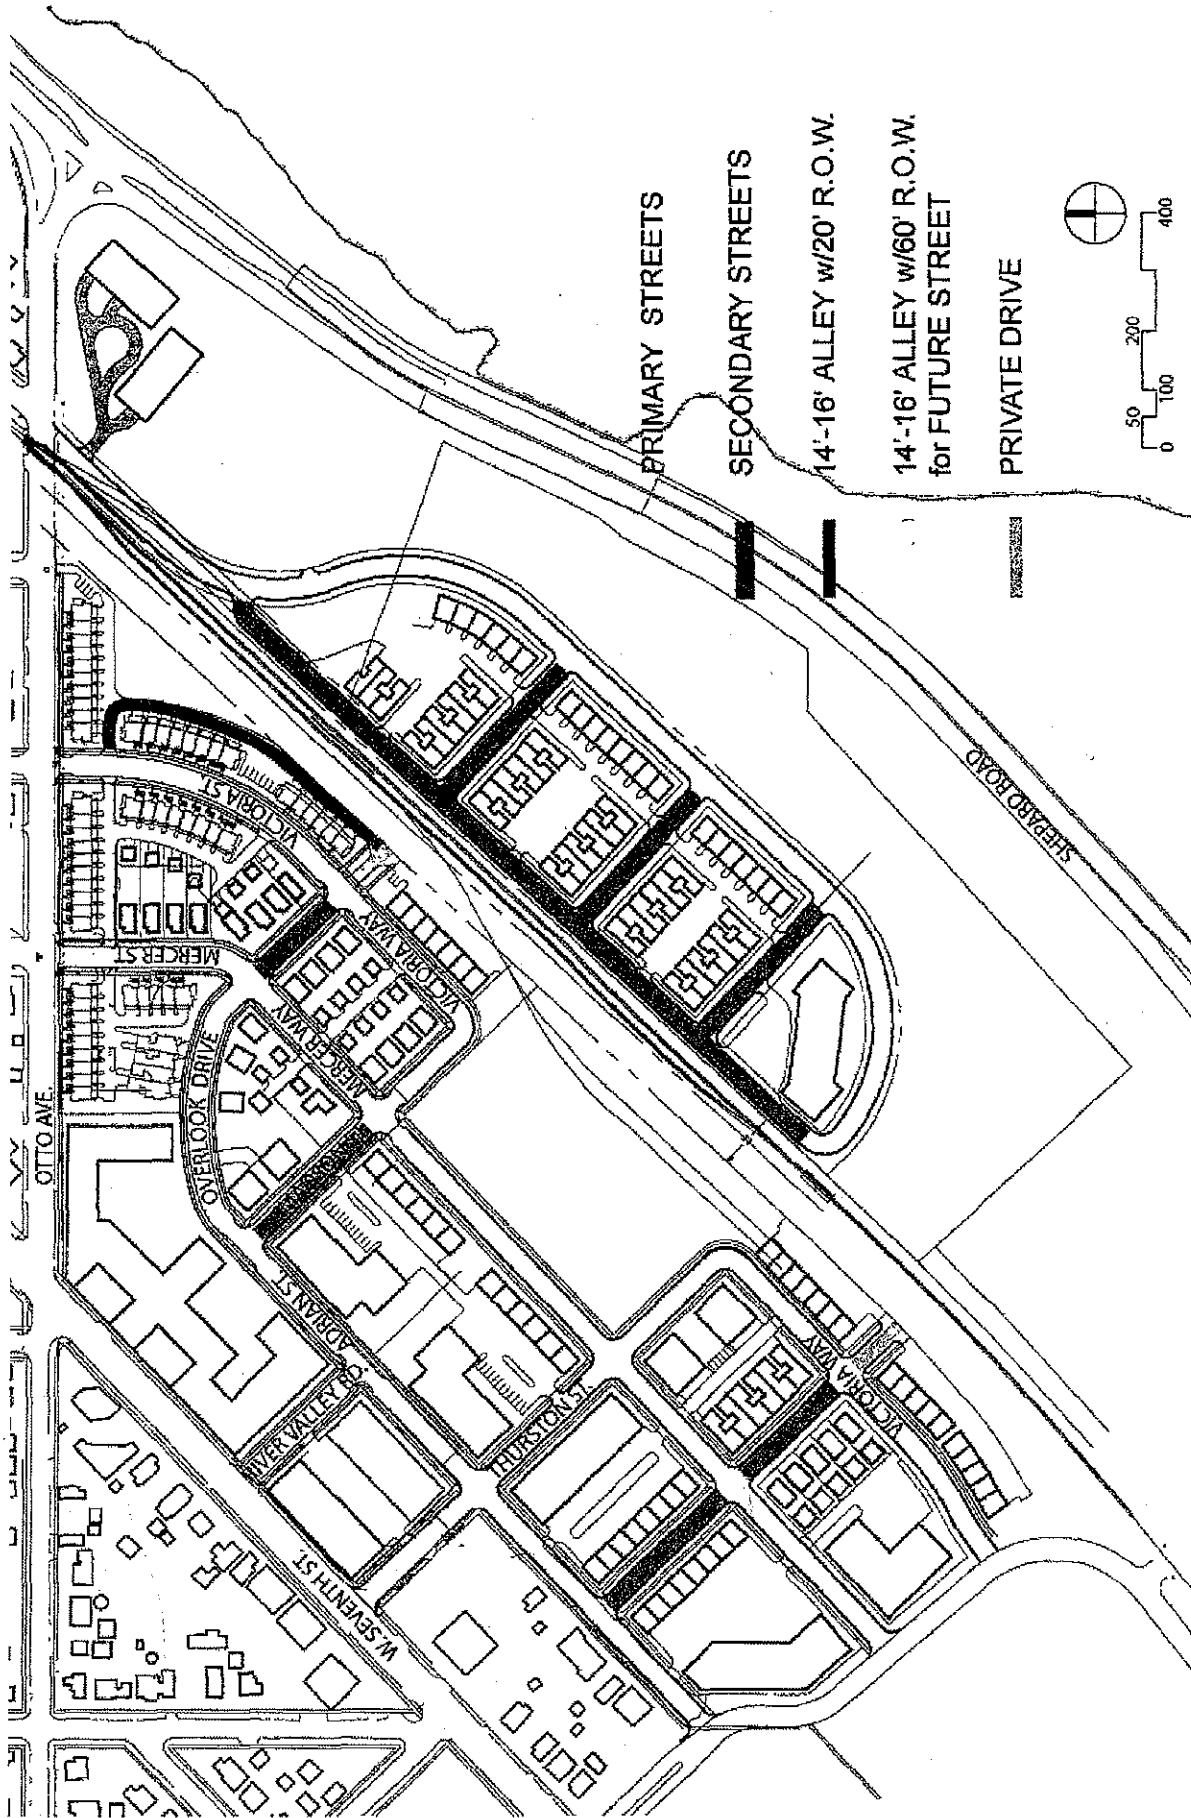 OTTO AVE.
MERCER ST.
VICTORIA ST.
OVERLOOK DRIVE
MERCER WAY
VICTORIA WAY
ADRIAN ST.
W. SEVENTH ST.
HURSTON ST
VICTORIA WAY
SHEPARD ROAD
PRIMARY STREETS
SECONDARY STREETS
14'-16' ALLEY w/20' R.O.W.
14'-16' ALLEY w/60' R.O.W.
for FUTURE STREET
PRIVATE DRIVE
0 50 100 200 400